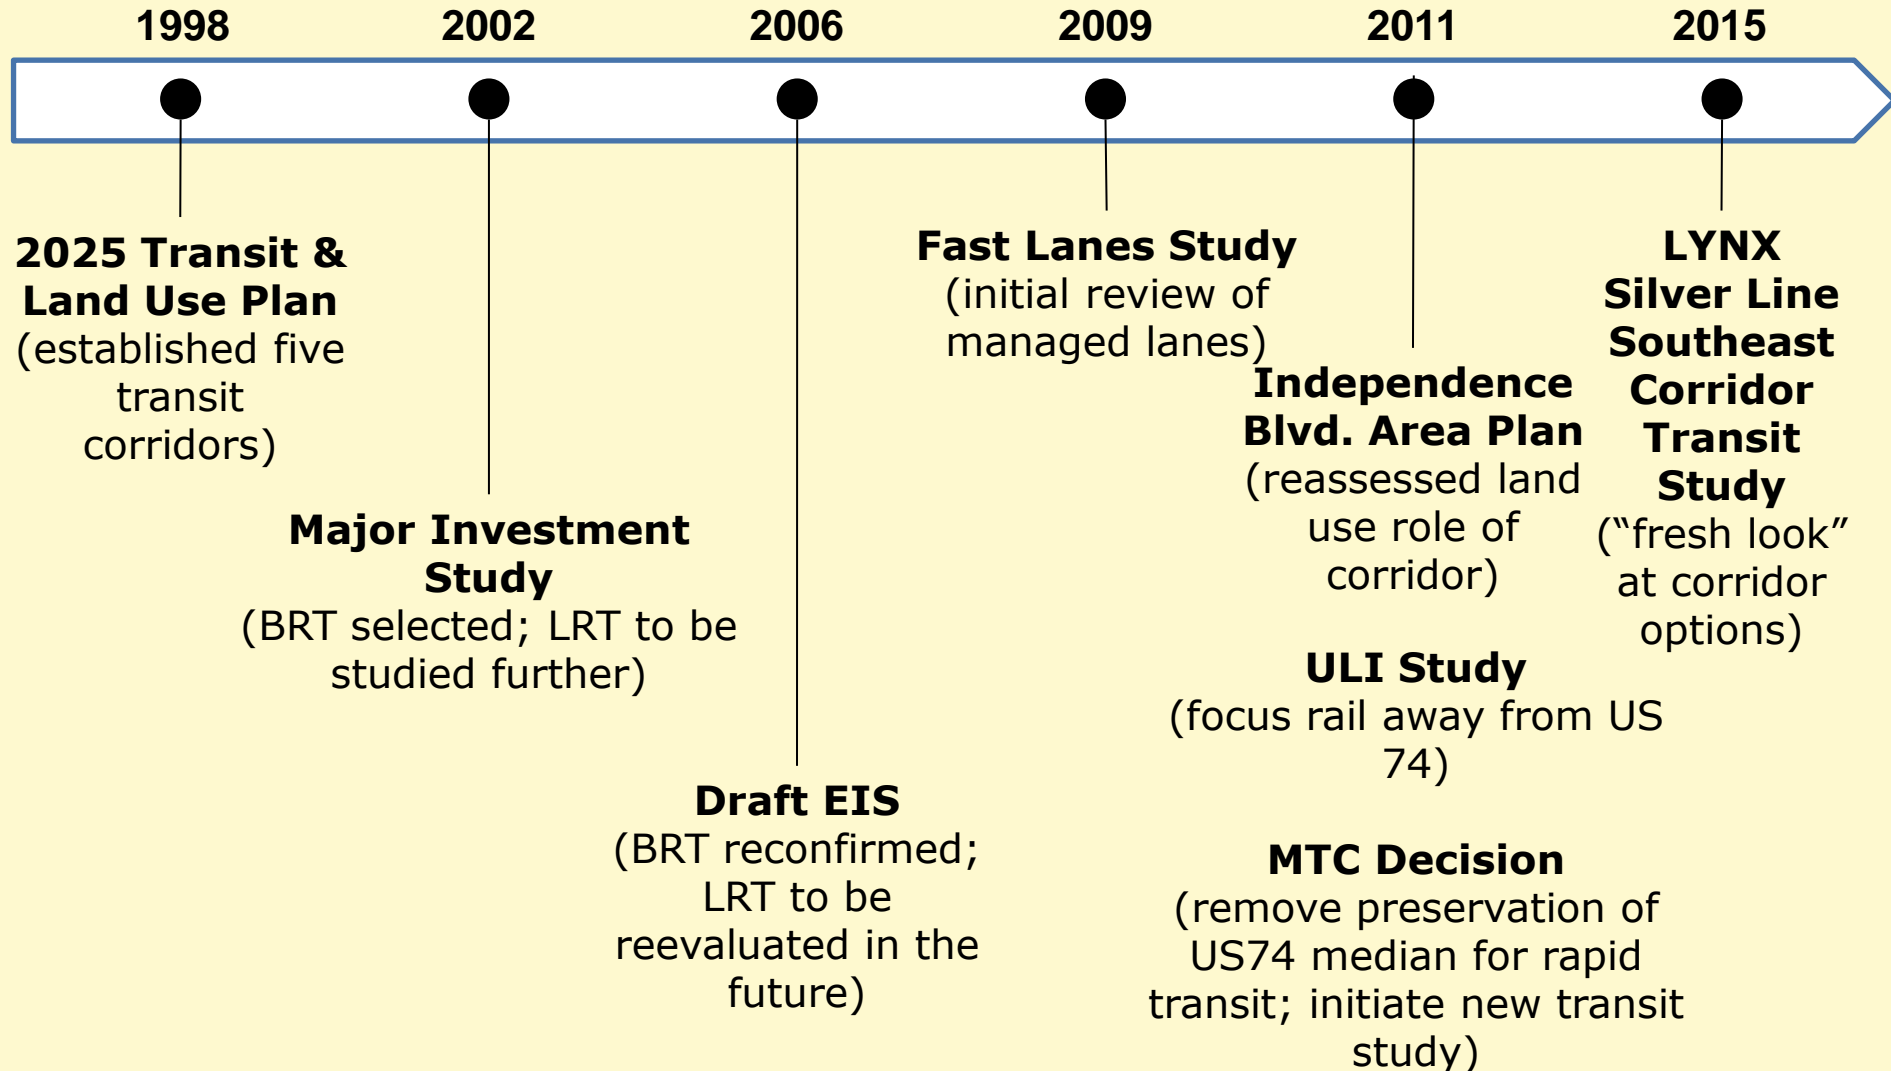 1998
2002
2006
2009
2011
2015
2025 Transit &
Land Use Plan
(established five
transit
corridors)
Major Investment
Study
(BRT selected; LRT to be
studied further)
Draft EIS
(BRT reconfirmed;
LRT to be
reevaluated in the
future)
Fast Lanes Study
(initial review of
managed lanes)
Independence
Blvd. Area Plan
(reassessed land
use role of
corridor)
ULI Study
(focus rail away from US
74)
MTC Decision
(remove preservation of
US74 median for rapid
transit; initiate new transit
study)
LYNX
Silver Line
Southeast
Corridor
Transit
Study
(“fresh look”
at corridor
options)